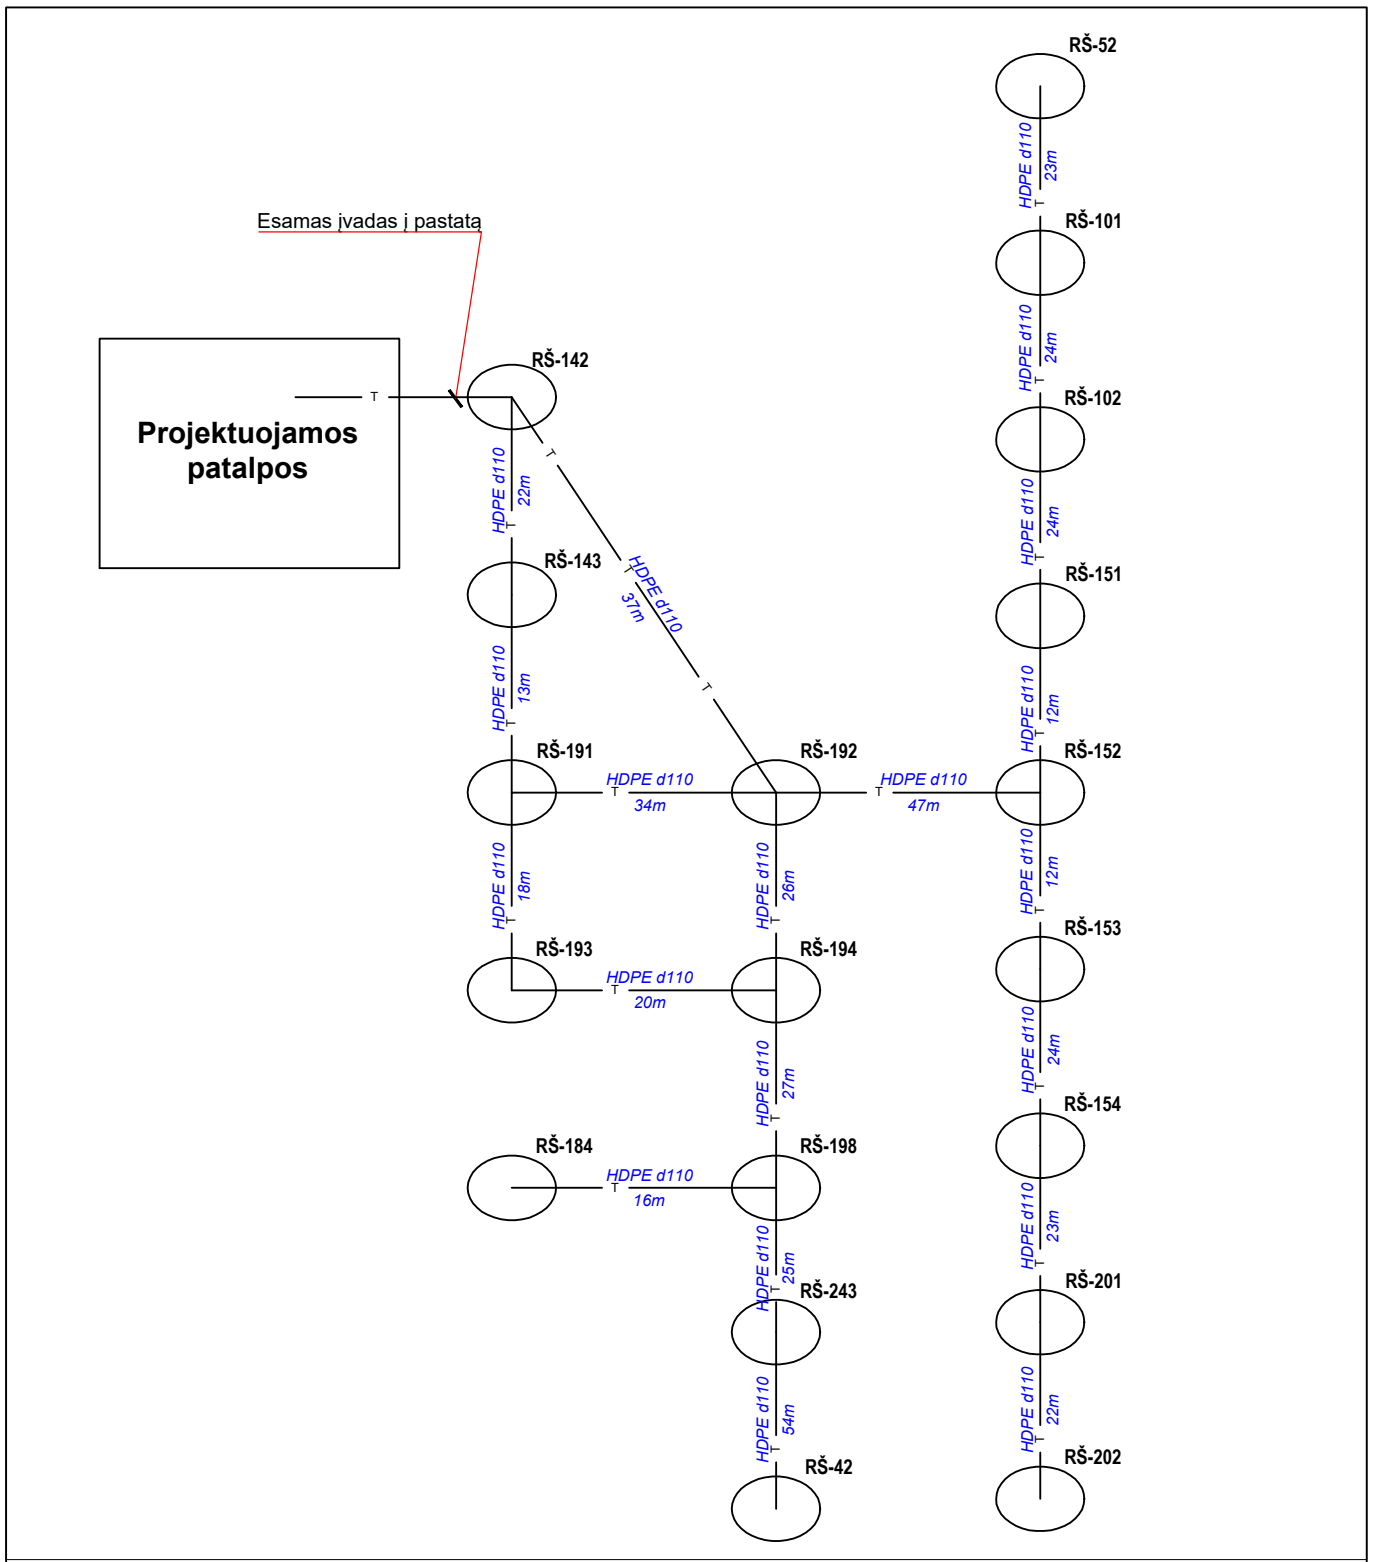 RŠ-52
HDPE d110
23m
T
RŠ-101
Esamas įvadas į pastatą
HDPE d110
24m
T
RŠ-142
T
RŠ-102
Projektuojamos
patalpos
HDPE d110
22m
T
T
HDPE d110
24m
T
RŠ-143
HDPE d110
37m
T
T
RŠ-151
HDPE d110
13m
T
HDPE d110
12m
T
RŠ-191
HDPE d110
34m
T
RŠ-192
HDPE d110
47m
T
RŠ-152
HDPE d110
18m
T
HDPE d110
26m
T
HDPE d110
12m
T
RŠ-193
HDPE d110
20m
T
RŠ-194
RŠ-153
HDPE d110
27m
T
HDPE d110
24m
T
RŠ-184
HDPE d110
16m
T
RŠ-198
RŠ-154
HDPE d110
25m
T
HDPE d110
23m
T
RŠ-243
RŠ-201
HDPE d110
54m
T
HDPE d110
22m
T
RŠ-42
RŠ-202